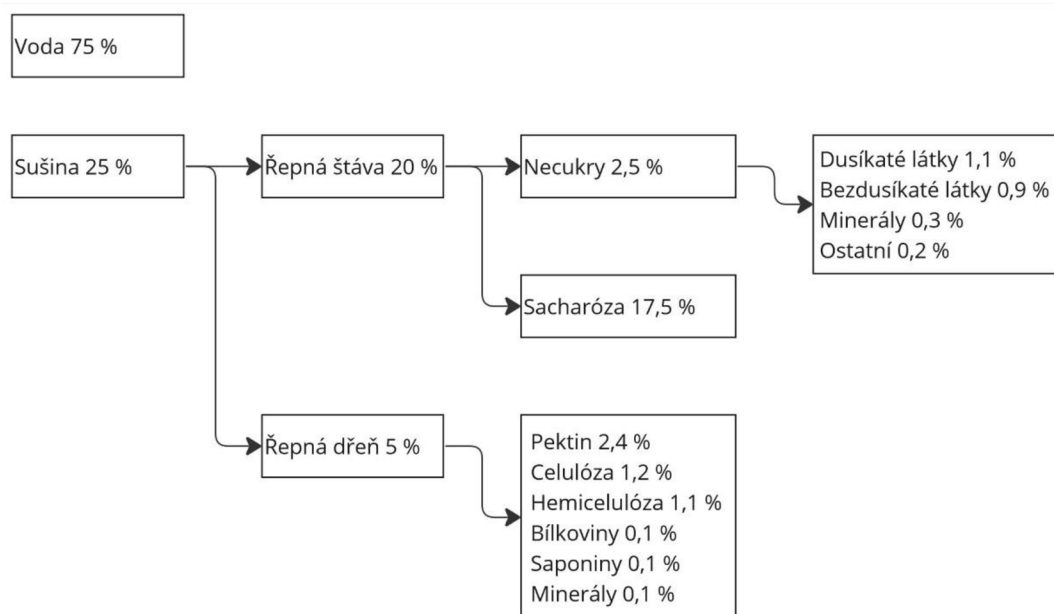 Voda 75 %
Sušina 25 %
Řepná štáva 20 %
Necukry 2,5 %
Dusíkaté látky 1,1 %
Bezdusíkaté látky 0,9 %
Minerály 0,3 %
Ostatní 0,2 %
Sacharóza 17,5 %
Řepná dřeň 5 %
Pektin 2,4 %
Celulóza 1,2 %
Hemicelulóza 1,1 %
Bílkoviny 0,1 %
Saponiny 0,1 %
Minerály 0,1 %